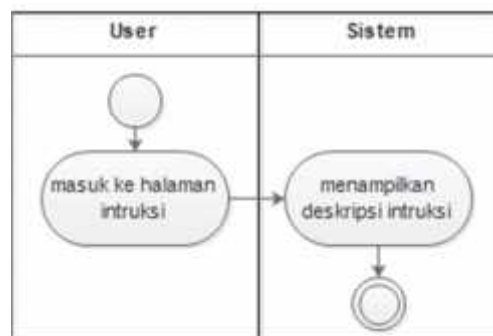 User
Sistem
masuk ke halaman
intruksi
menampilkan
deskripsi intruksi